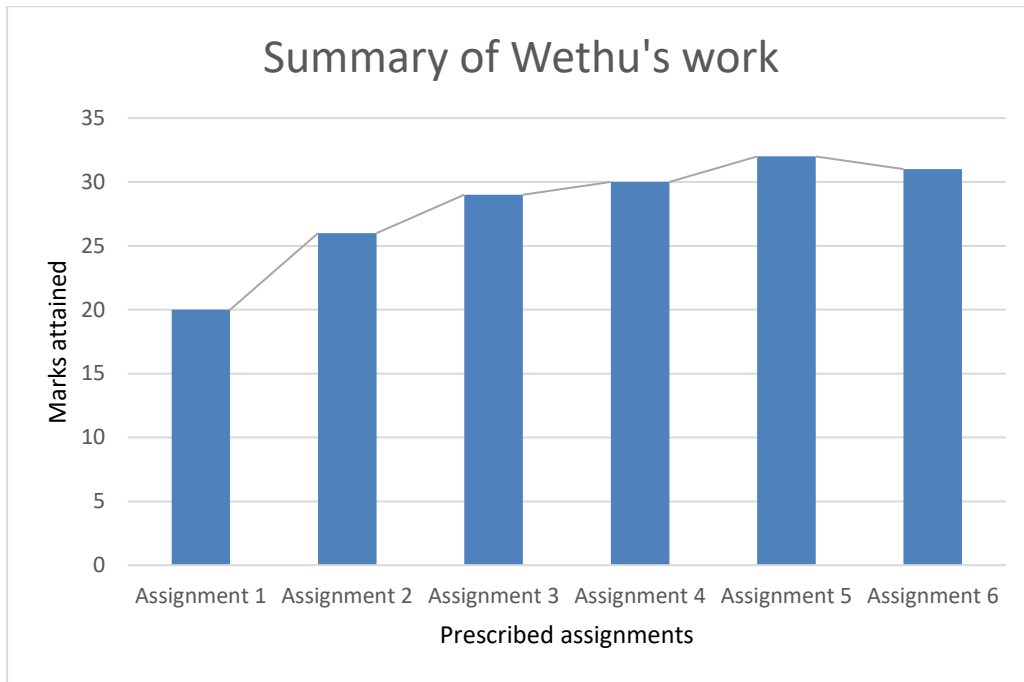 Summary of Wethu's work
35
30
25
20
15
10
5
0
Marks attained
Assignment 1 Assignment 2 Assignment 3 Assignment 4 Assignment 5 Assignment 6
Prescribed assignments